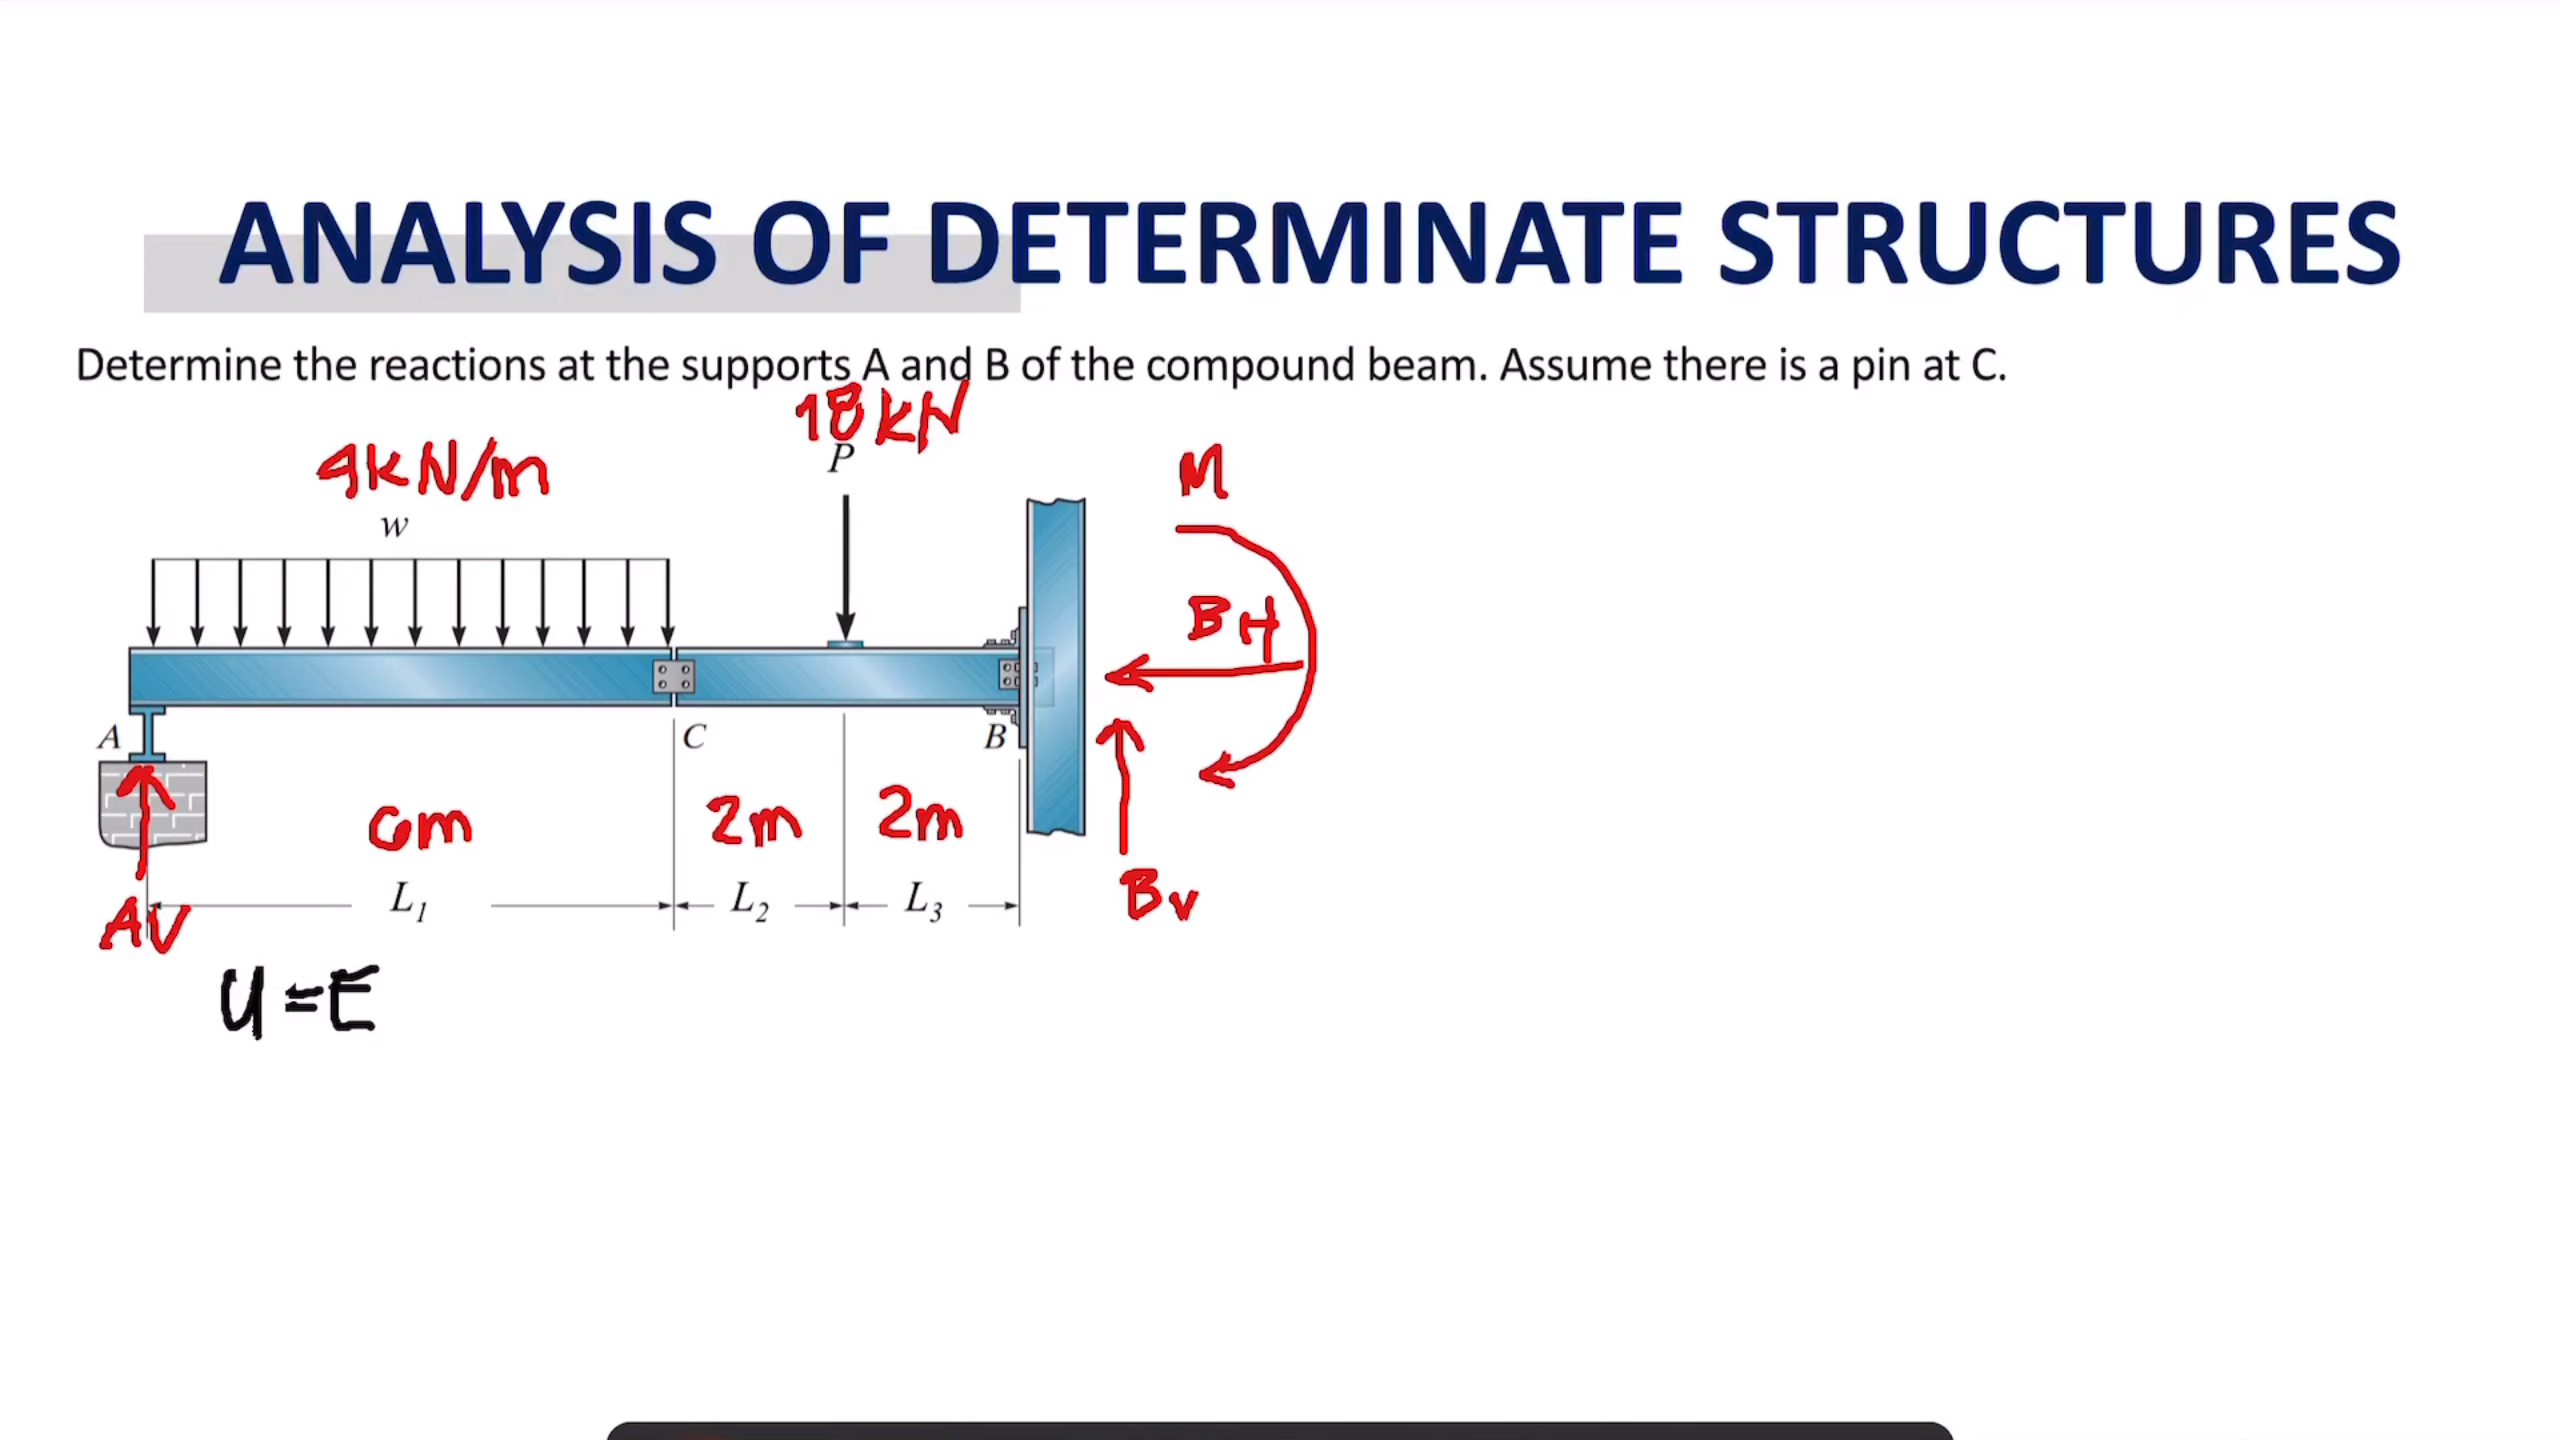 ANALYSIS OF DETERMINATE STRUCTURES
Determine the reactions at the supports A and B of the compound beam. Assume there is a pin at C.
18kN
P
4kN/m
w
M
BH
A
C
B
6m
2m
2m
L1
L2
L3
Bv
AV
U=E